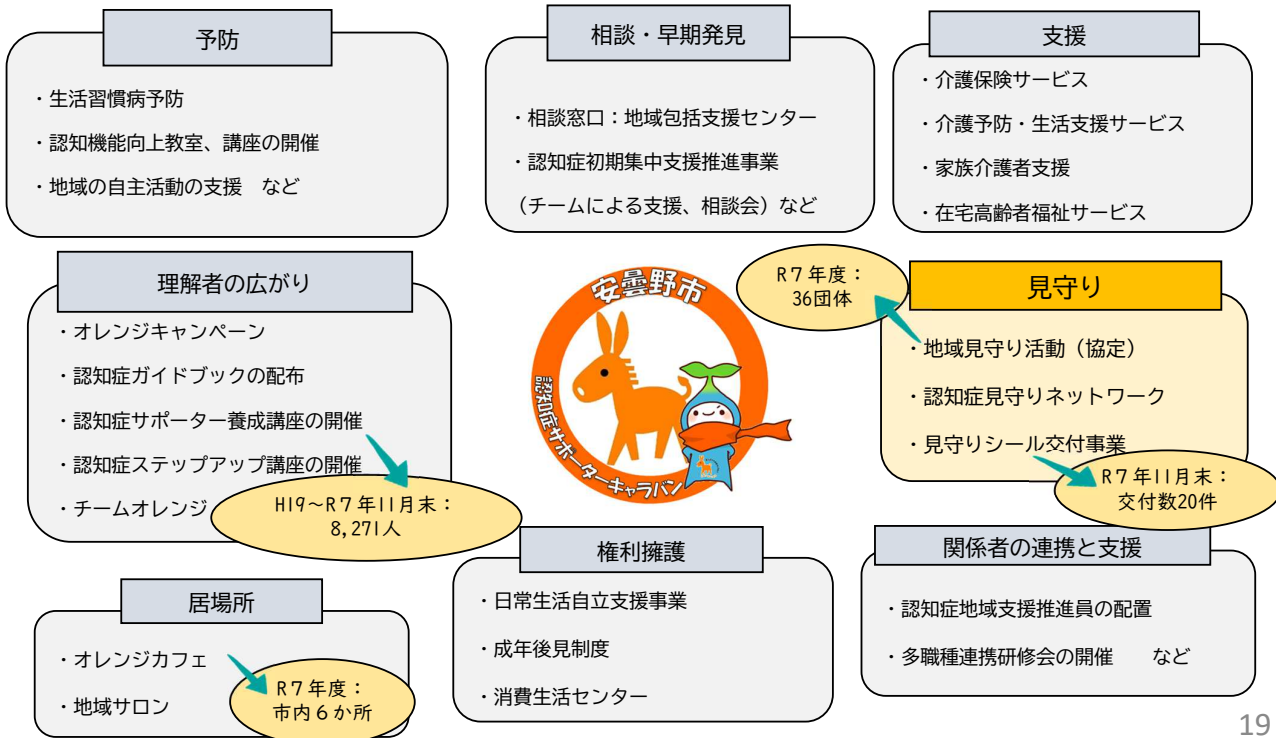 予防
・生活習慣病予防
・認知機能向上教室、講座の開催
・地域の自主活動の支援　など
相談・早期発見
・相談窓口：地域包括支援センター
・認知症初期集中支援推進事業
（チームによる支援、相談会）など
支援
・介護保険サービス
・介護予防・生活支援サービス
・家族介護者支援
・在宅高齢者福祉サービス
理解者の広がり
・オレンジキャンペーン
・認知症ガイドブックの配布
・認知症サポーター養成講座の開催
・認知症ステップアップ講座の開催
・チームオレンジ
H19～R7年11月末：
8,271人
安曇野市
認知症サポーターキャラバン
R7年度：
36団体
見守り
・地域見守り活動（協定）
・認知症見守りネットワーク
・見守りシール交付事業
R7年11月末：
交付数20件
居場所
・オレンジカフェ
・地域サロン
R7年度：
市内6か所
権利擁護
・日常生活自立支援事業
・成年後見制度
・消費生活センター
関係者の連携と支援
・認知症地域支援推進員の配置
・多職種連携研修会の開催　　など
19